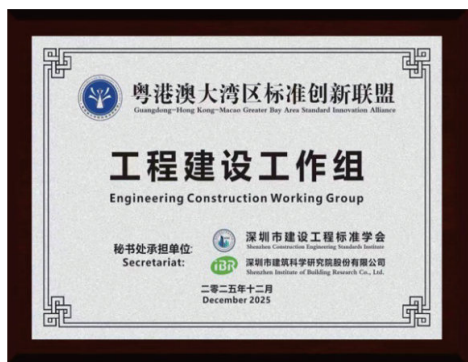 粤港澳大湾区标准创新联盟
Guangdong-Hong Kong-Macao Greater Bay Area Standard Innovation Alliance
工程建设工作组
Engineering Construction Working Group
秘书处承担单位:
Secretariat:
深圳市建设工程标准学会
Shenzhen Construction Engineering Standards Institute
IBR
深圳市建筑科学研究院股份有限公司
Shenzhen Institute of Building Research Co., Ltd.
二零二五年十二月
December 2025